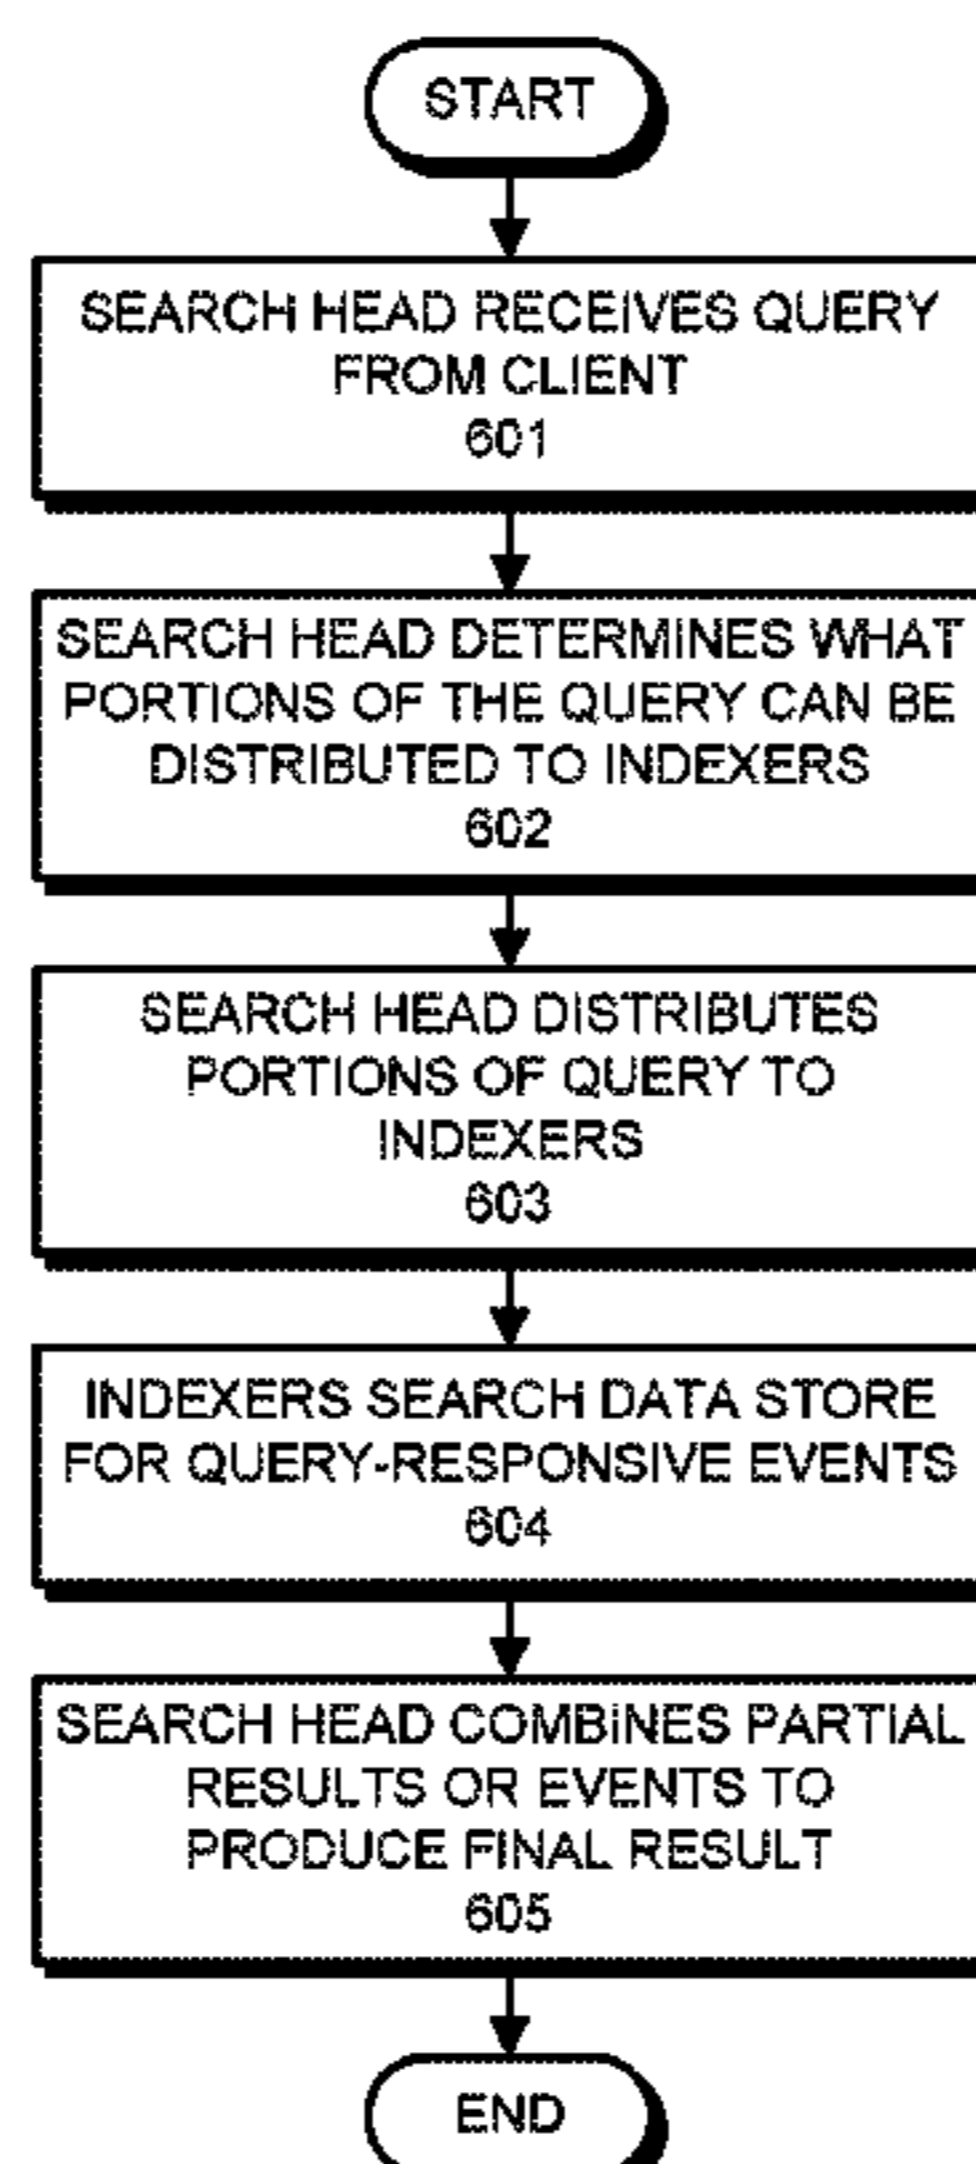 START
SEARCH HEAD RECEIVES QUERY
FROM CLIENT
601
SEARCH HEAD DETERMINES WHAT
PORTIONS OF THE QUERY CAN BE
DISTRIBUTED TO INDEXERS
602
SEARCH HEAD DISTRIBUTES
PORTIONS OF QUERY TO
INDEXERS
603
INDEXERS SEARCH DATA STORE
FOR QUERY-RESPONSIVE EVENTS
604
SEARCH HEAD COMBINES PARTIAL
RESULTS OR EVENTS TO
PRODUCE FINAL RESULT
605
END